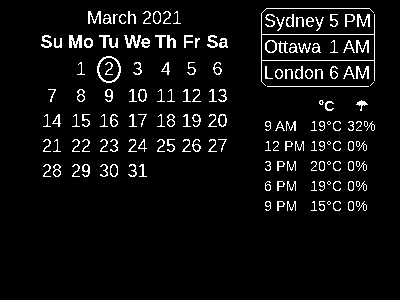 March 2021
Su Mo Tu We Th Fr Sa
1 2 3 4 5 6
7 8 9 10 11 12 13
14 15 16 17 18 19 20
21 22 23 24 25 26 27
28 29 30 31
Sydney 5 PM
Ottawa 1 AM
London 6 AM
°C ☂
9 AM 19°C 32%
12 PM 19°C 0%
3 PM 20°C 0%
6 PM 19°C 0%
9 PM 15°C 0%